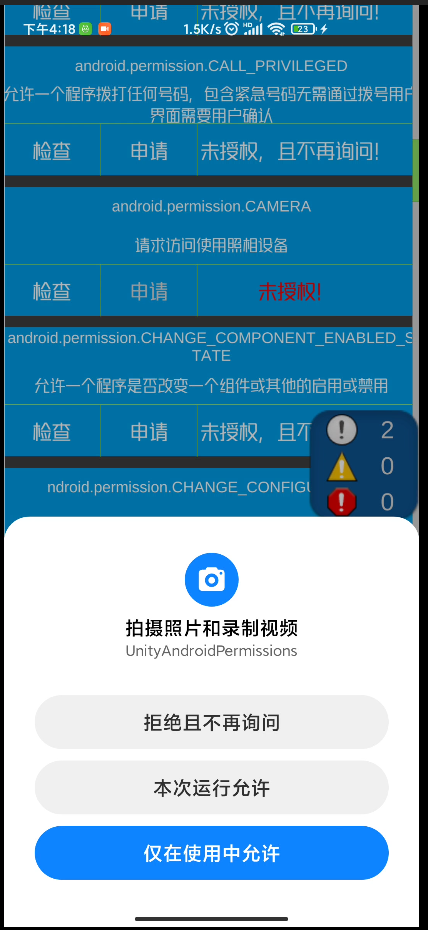 下午4:18 1.5K/s HD 23
检查 申请 未授权，且不再询问！
android.permission.CALL_PRIVILEGED
允许一个程序拨打任何号码，包含紧急号码无需通过拨号用户
界面需要用户确认
检查 申请 未授权，且不再询问！
android.permission.CAMERA
请求访问使用照相设备
检查 申请 未授权！
android.permission.CHANGE_COMPONENT_ENABLED_S
TATE
允许一个程序是否改变一个组件或其他的启用或禁用
检查 申请 未授权，且不
2
0
0
ndroid.permission.CHANGE_CONFIGU
拍摄照片和录制视频
UnityAndroidPermissions
拒绝且不再询问
本次运行允许
仅在使用中允许